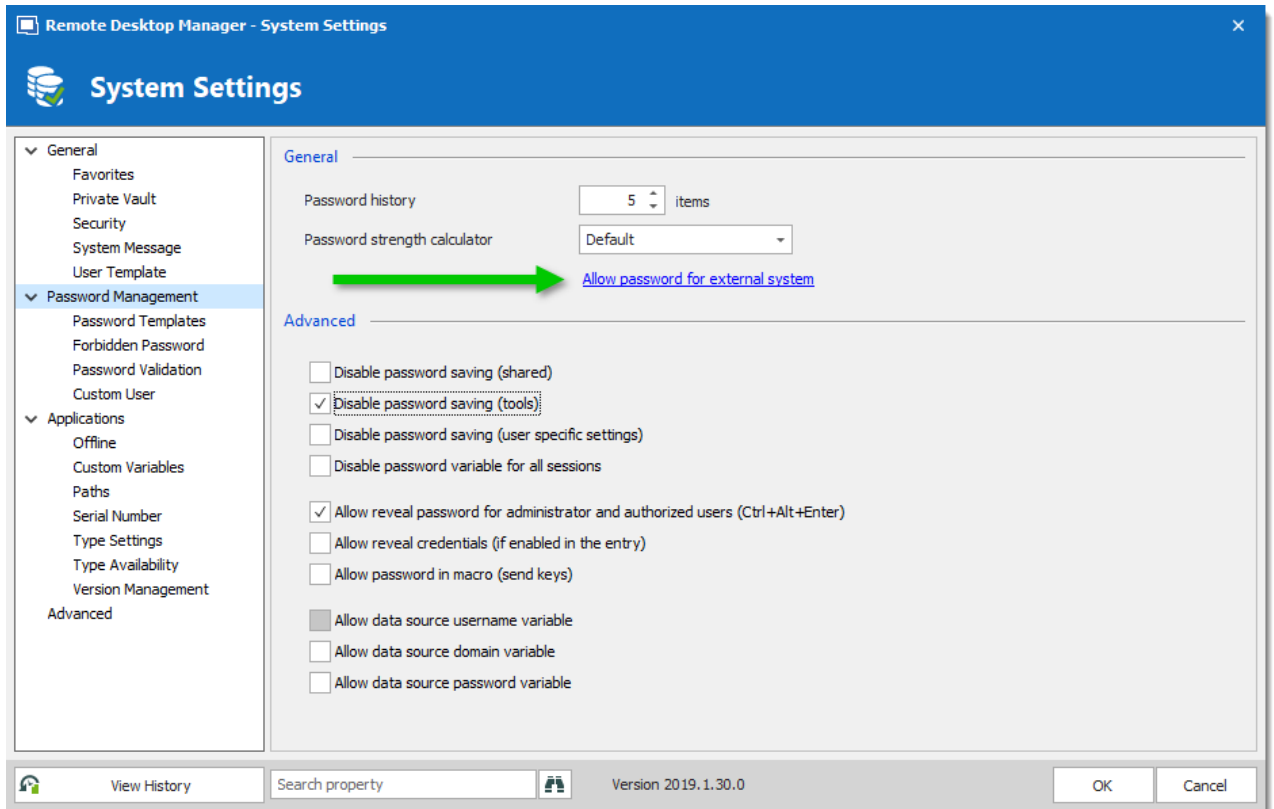 Remote Desktop Manager - System Settings
System Settings
General
Favorites
Private Vault
Security
System Message
User Template
Password Management
Password Templates
Forbidden Password
Password Validation
Custom User
Applications
Offline
Custom Variables
Paths
Serial Number
Type Settings
Type Availability
Version Management
Advanced
General
Password history 5 items
Password strength calculator Default
Allow password for external system
Advanced
Disable password saving (shared)
Disable password saving (tools)
Disable password saving (user specific settings)
Disable password variable for all sessions
Allow reveal password for administrator and authorized users (Ctrl+Alt+Enter)
Allow reveal credentials (if enabled in the entry)
Allow password in macro (send keys)
Allow data source username variable
Allow data source domain variable
Allow data source password variable
View History Search property Version 2019.1.30.0 OK Cancel